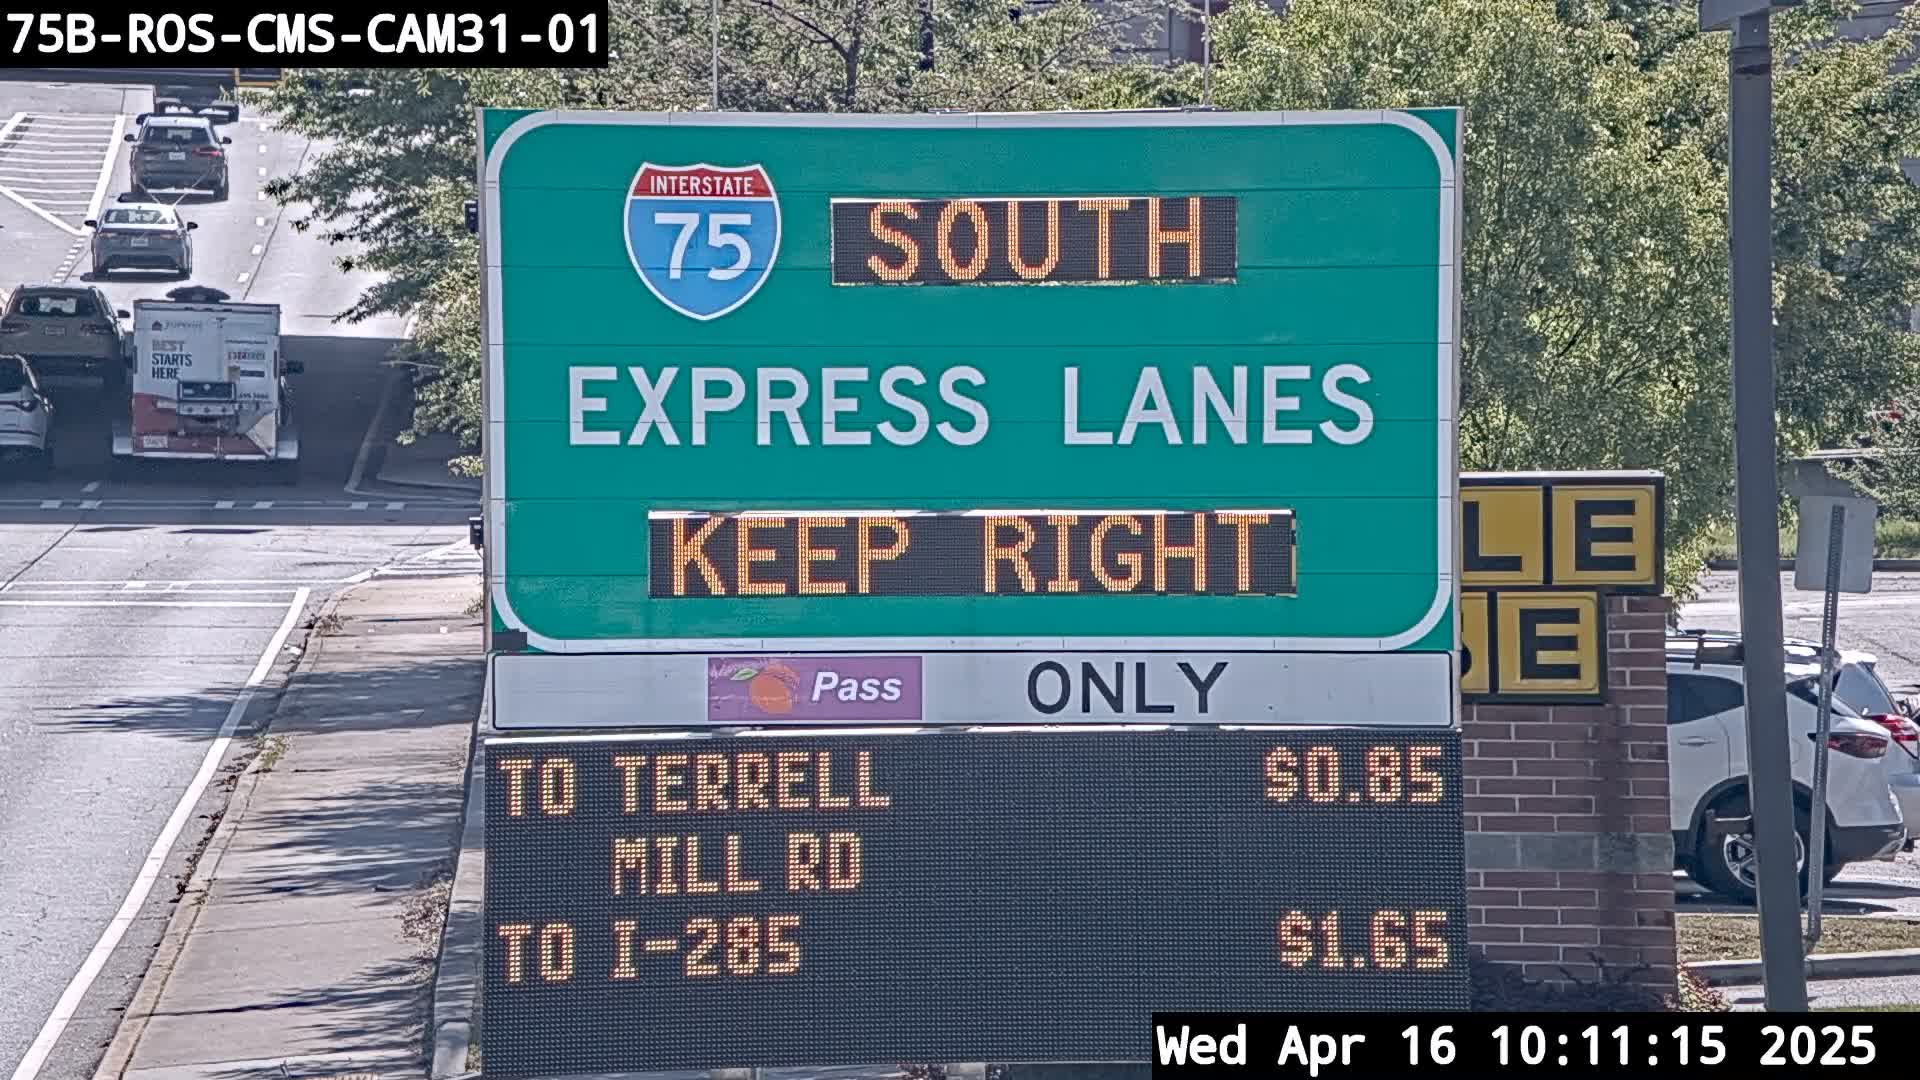 75B-ROS-CMS-CAM31-01
INTERSTATE
75
SOUTH
EXPRESS LANES
KEEP RIGHT
Pass
ONLY
TO TERRELL $0.85
MILL RD
TO I-285 $1.65
BEST
STARTS
HERE
LE
E
Wed Apr 16 10:11:15 2025